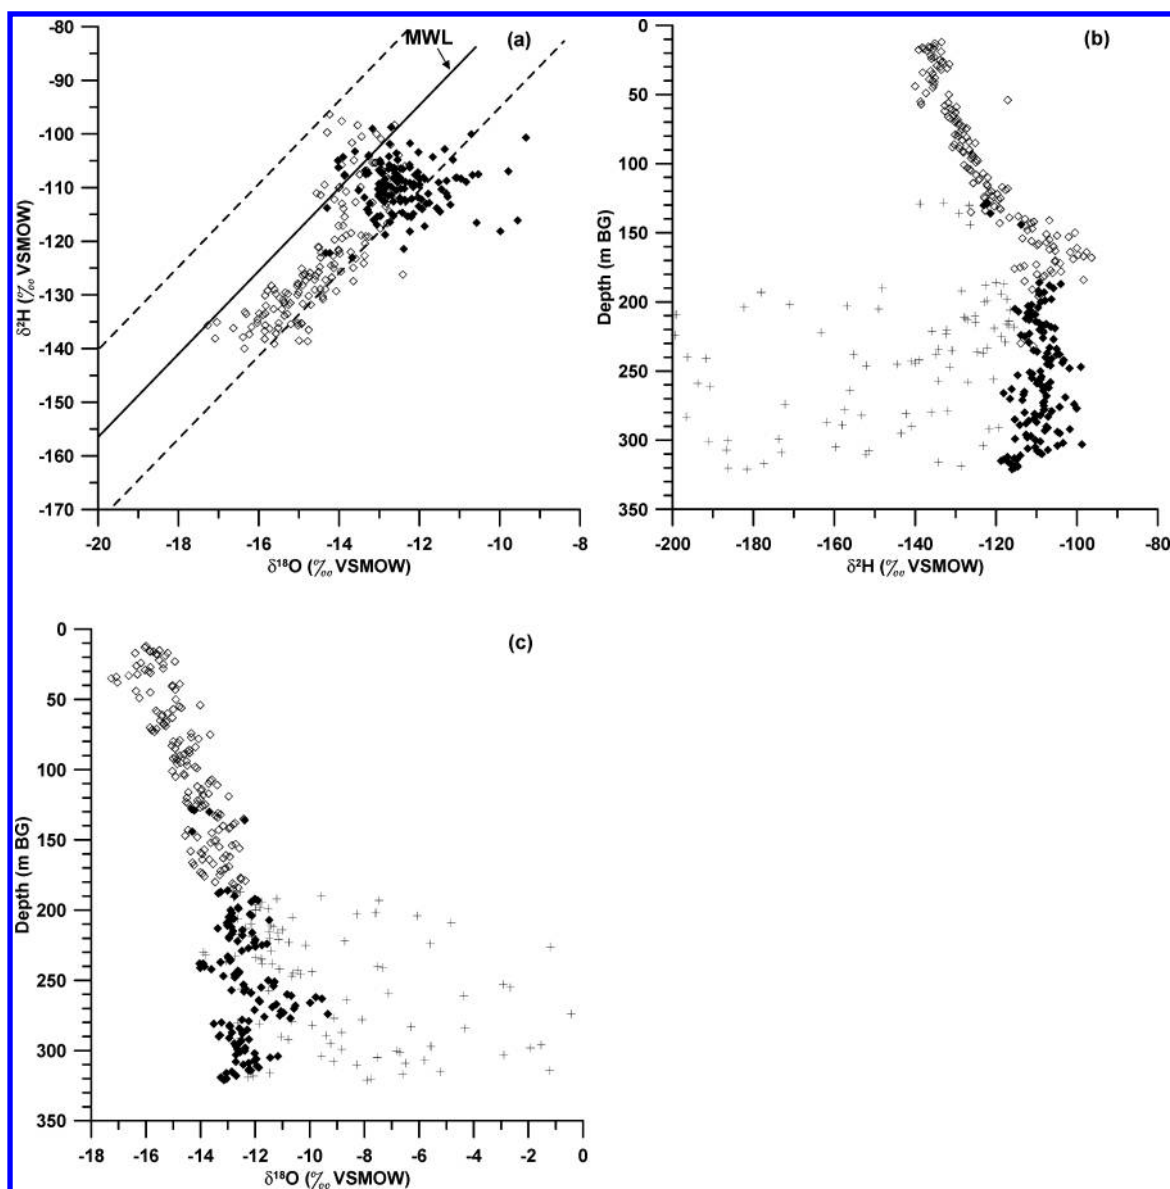 (a)
MWL
-80
-90
-100
-110
-120
-130
-140
-150
-160
-170
δ²H (‰ VSMOW)
-20 -18 -16 -14 -12 -10 -8
δ¹⁸O (‰ VSMOW)
(b)
0
50
100
150
200
250
300
350
Depth (m BG)
-200 -180 -160 -140 -120 -100 -80
δ²H (‰ VSMOW)
(c)
0
50
100
150
200
250
300
350
Depth (m BG)
-18 -16 -14 -12 -10 -8 -6 -4 -2 0
δ¹⁸O (‰ VSMOW)